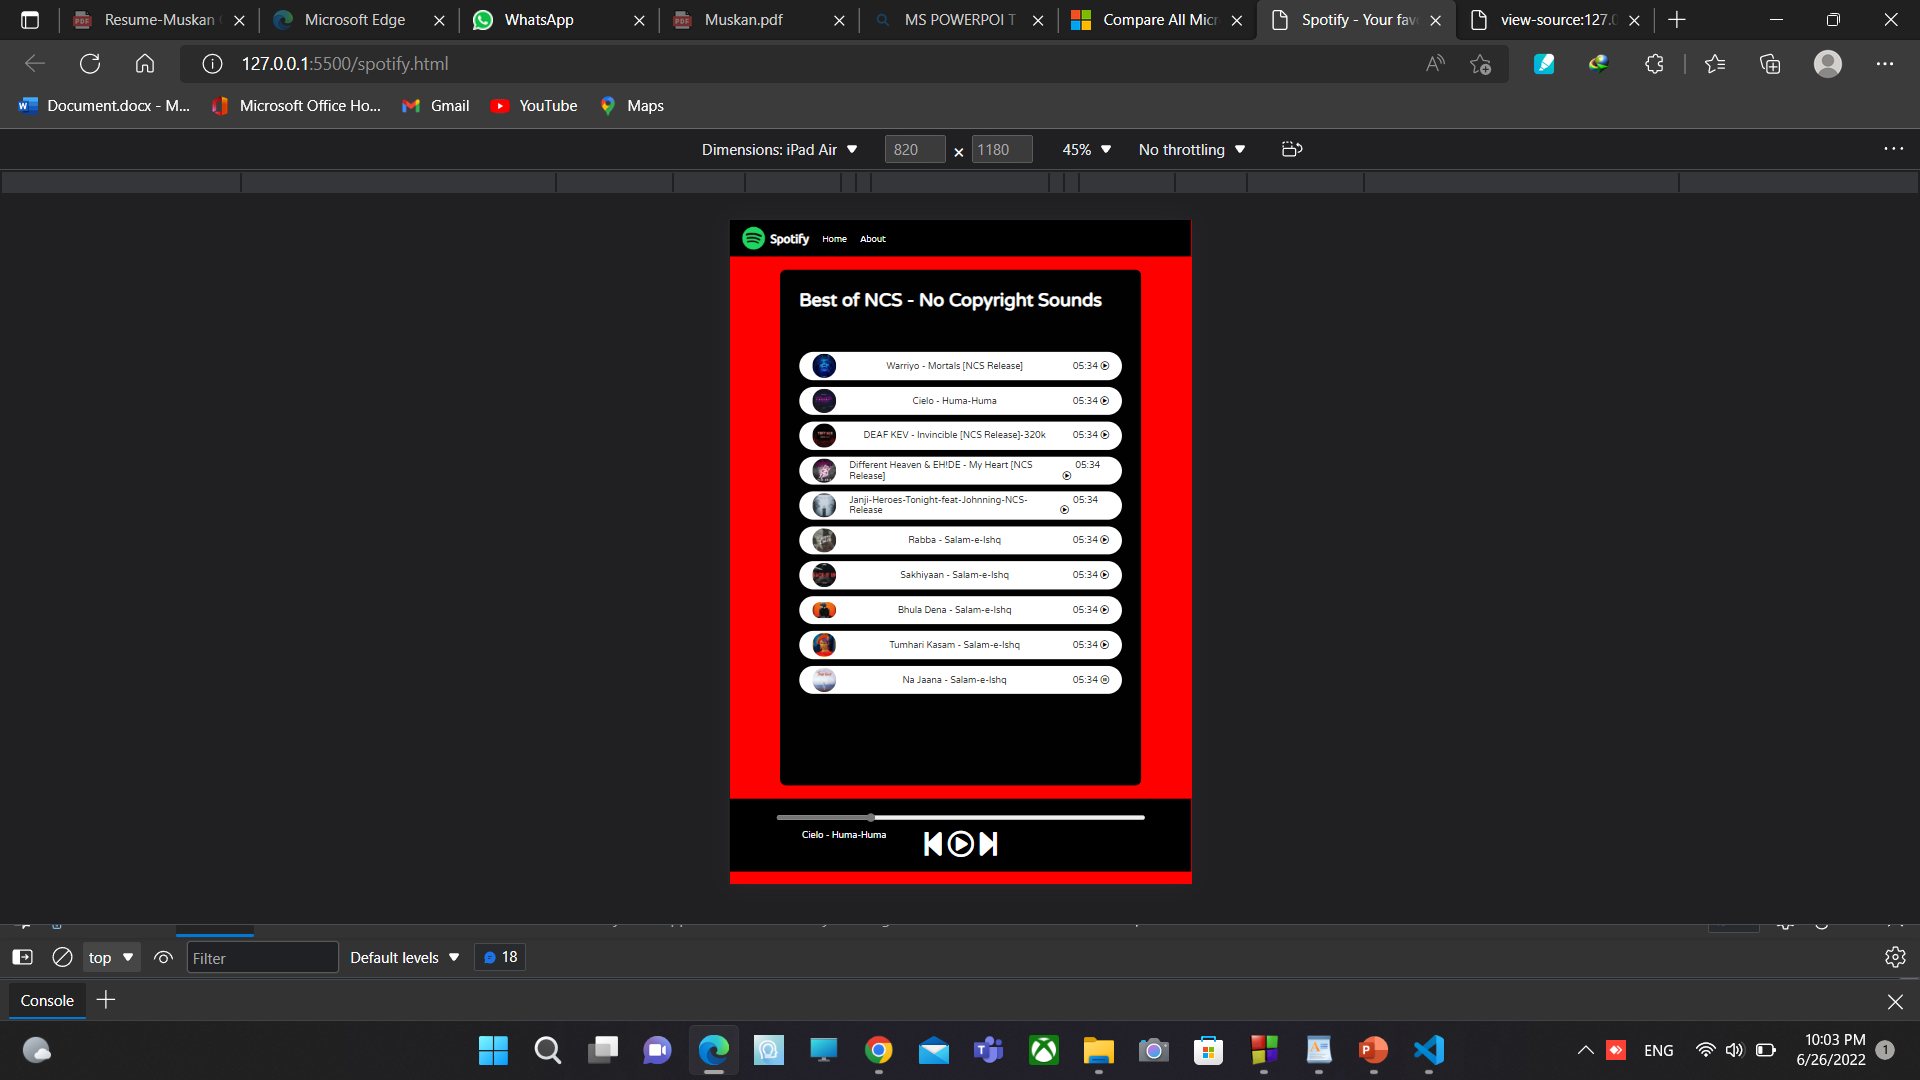 Resume-Muskan
Microsoft Edge
WhatsApp
Muskan.pdf
MS POWERPOI T
Compare All Micr
Spotify - Your fav
view-source:127.0
127.0.0.1:5500/spotify.html
Document.docx - M...
Microsoft Office Ho...
Gmail
YouTube
Maps
Dimensions: iPad Air
820
×
1180
45%
No throttling
Spotify
Home
About
Best of NCS - No Copyright Sounds
Warriyo - Mortals [NCS Release]
05:34
Cielo - Huma-Huma
05:34
DEAF KEV - Invincible [NCS Release]-320k
05:34
Different Heaven & EH!DE - My Heart [NCS
Release]
05:34
Janji-Heroes-Tonight-feat-Johnning-NCS-
Release
05:34
Rabba - Salam-e-Ishq
05:34
Sakhiyaan - Salam-e-Ishq
05:34
Bhula Dena - Salam-e-Ishq
05:34
Tumhari Kasam - Salam-e-Ishq
05:34
Na Jaana - Salam-e-Ishq
05:34
Cielo - Huma-Huma
top
Filter
Default levels
18
Console
ENG
10:03 PM
6/26/2022
1